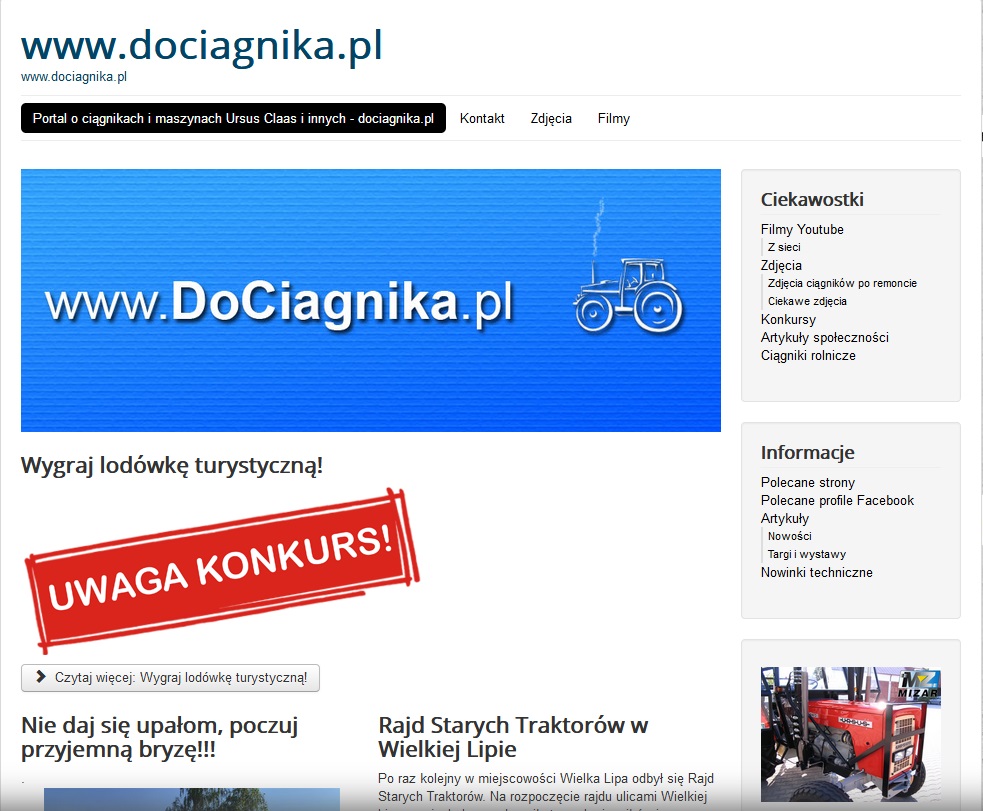 www.dociagnika.pl
www.dociagnika.pl
Portal o ciągnikach i maszynach Ursus Claas i innych - dociagnika.pl
Kontakt
Zdjęcia
Filmy
www.DoCiagnika.pl
Wygraj lodówkę turystyczną!
UWAGA KONKURS!
Czytaj więcej: Wygraj lodówkę turystyczną!
Nie daj się upałom, poczuj
przyjemną bryzę!!!
.
Rajd Starych Traktorów w
Wielkiej Lipie
Po raz kolejny w miejscowości Wielka Lipa odbył się Rajd
Starych Traktorów. Na rozpoczęcie rajdu ulicami Wielkiej
Ciekawostki
Filmy Youtube
Z sieci
Zdjęcia
Zdjęcia ciągników po remoncie
Ciekawe zdjęcia
Konkursy
Artykuły społeczności
Ciągniki rolnicze
Informacje
Polecane strony
Polecane profile Facebook
Artykuły
Nowości
Targi i wystawy
Nowinki techniczne
MZ
MIZAR
URSUS